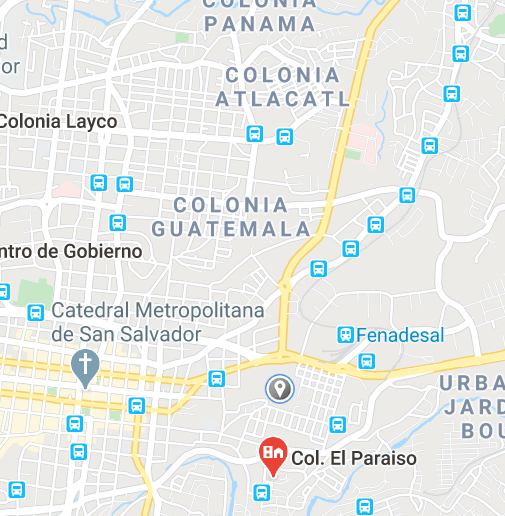 COLONIA
PANAMA
d
or
COLONIA
ATLACATL
Colonia Layco
COLONIA
GUATEMALA
ntro de Gobierno
Catedral Metropolitana
de San Salvador
Fenadesal
URBA
JARD
BOU
Col. El Paraiso